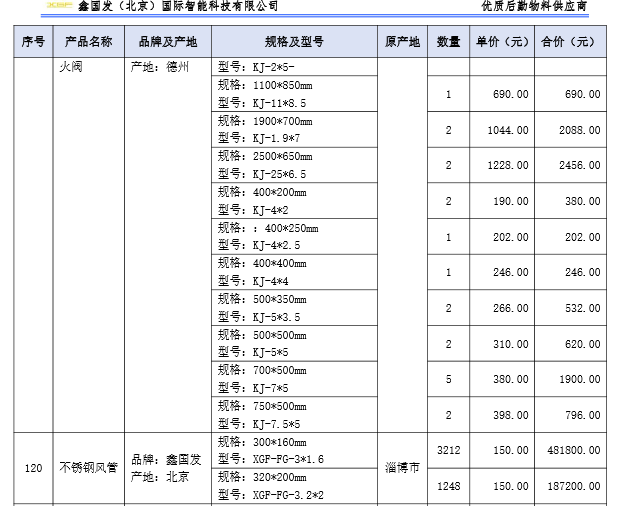 鑫国发（北京）国际智能科技有限公司 优质后勤物料供应商
序号 产品名称 品牌及产地 规格及型号 原产地 数量 单价（元） 合价（元）
火阀 产地：德州 型号：KJ-2*5-
规格：1100*850mm
型号：KJ-11*8.5
1 690.00 690.00
规格：1900*700mm
型号：KJ-1.9*7
2 1044.00 2088.00
规格：2500*650mm
型号：KJ-25*6.5
2 1228.00 2456.00
规格：400*200mm
型号：KJ-4*2
2 190.00 380.00
规格：：400*250mm
型号：KJ-4*2.5
1 202.00 202.00
规格：400*400mm
型号：KJ-4*4
1 246.00 246.00
规格：500*350mm
型号：KJ-5*3.5
2 266.00 532.00
规格：500*500mm
型号：KJ-5*5
2 310.00 620.00
规格：700*500mm
型号：KJ-7*5
5 380.00 1900.00
规格：750*500mm
型号：KJ-7.5*5
2 398.00 796.00
120 不锈钢风管
品牌：鑫国发
产地：北京
规格：300*160mm
型号：XGF-FG-3*1.6
淄博市
3212 150.00 481800.00
规格：320*200mm
型号：XGF-FG-3.2*2
1248 150.00 187200.00